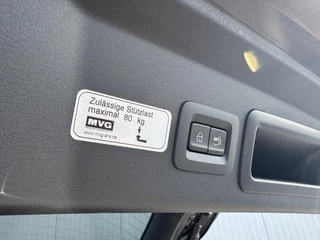 Zulässige Stützlast
maximal 80 kg
MVG
www.mvg-ahk.de